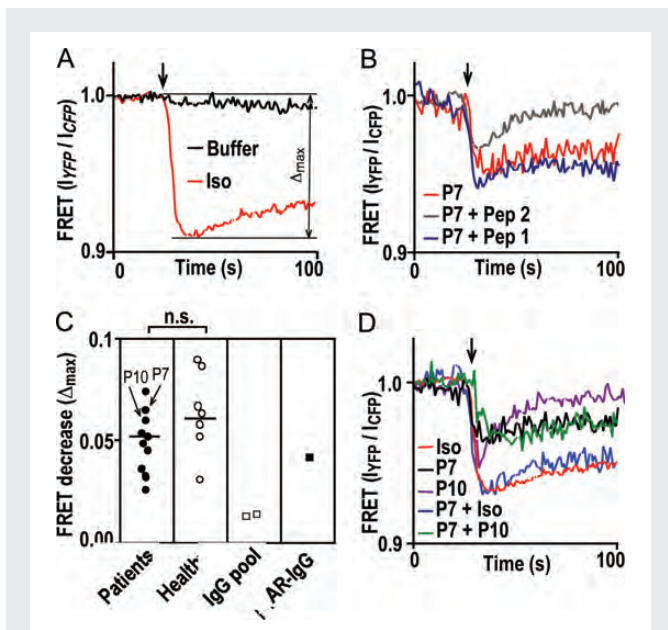 A
FRET (IYFP / ICFP)
1.0
0.9
Buffer
Iso
Δmax
0
100
Time (s)
B
FRET (IYFP / ICFP)
1.0
0.9
P7
P7 + Pep 2
P7 + Pep 1
0
100
Time (s)
C
n.s.
FRET decrease (Δmax)
0.1
0.05
P10
P7
Patients
IgG pool
AR-IgG
D
FRET (IYFP / ICFP)
1.0
0.9
Iso
P7
P10
P7 + Iso
P7 + P10
0
100
Time (s)